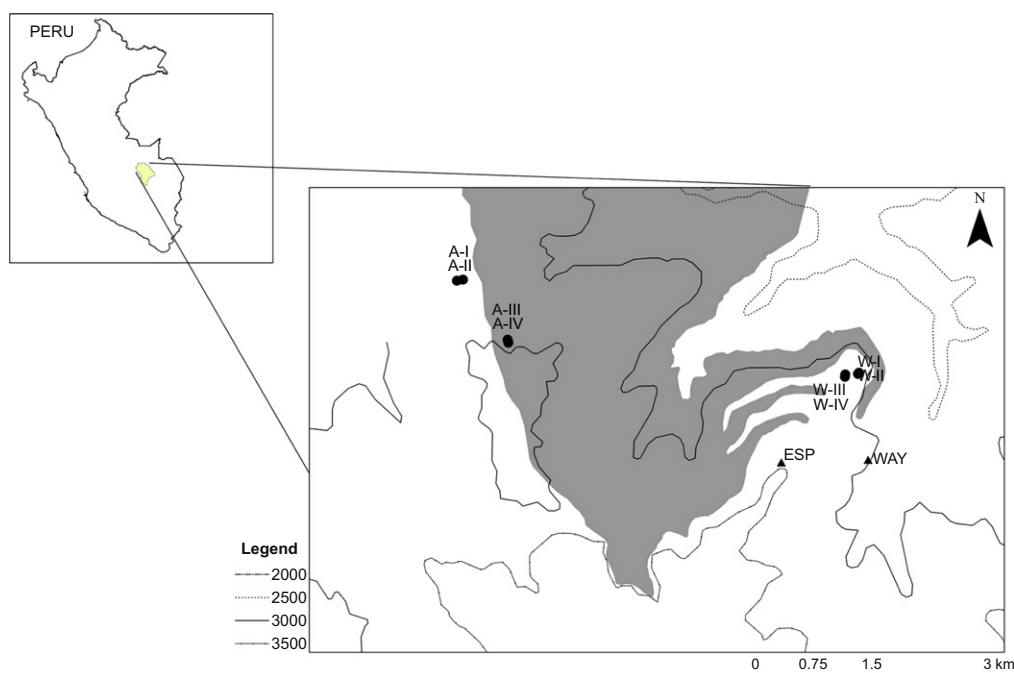 PERU
N
A-I
A-II
A-III
A-IV
W-I
W-II
W-III
W-IV
ESP
WAY
Legend
2000
2500
3000
3500
0 0.75 1.5 3 km